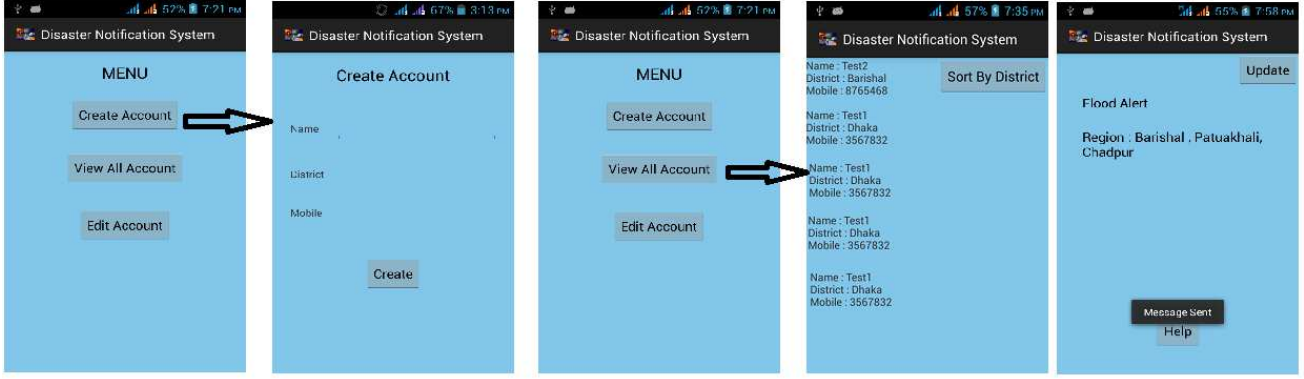 52% 7:21 PM
Disaster Notification System
MENU
Create Account
View All Account
Edit Account
67% 3:13 PM
Disaster Notification System
Create Account
Name
District
Mobile
Create
52% 7:21 PM
Disaster Notification System
MENU
Create Account
View All Account
Edit Account
57% 7:35 PM
Disaster Notification System
Sort By District
Name : Test2
District : Barishal
Mobile : 8765468
Name : Test1
District : Dhaka
Mobile : 3567832
Name : Test1
District : Dhaka
Mobile : 3567832
Name : Test1
District : Dhaka
Mobile : 3567832
Name : Test1
District : Dhaka
Mobile : 3567832
55% 7:58 PM
Disaster Notification System
Update
Flood Alert
Region : Barishal , Patuakhali,
Chadpur
Message Sent
Help